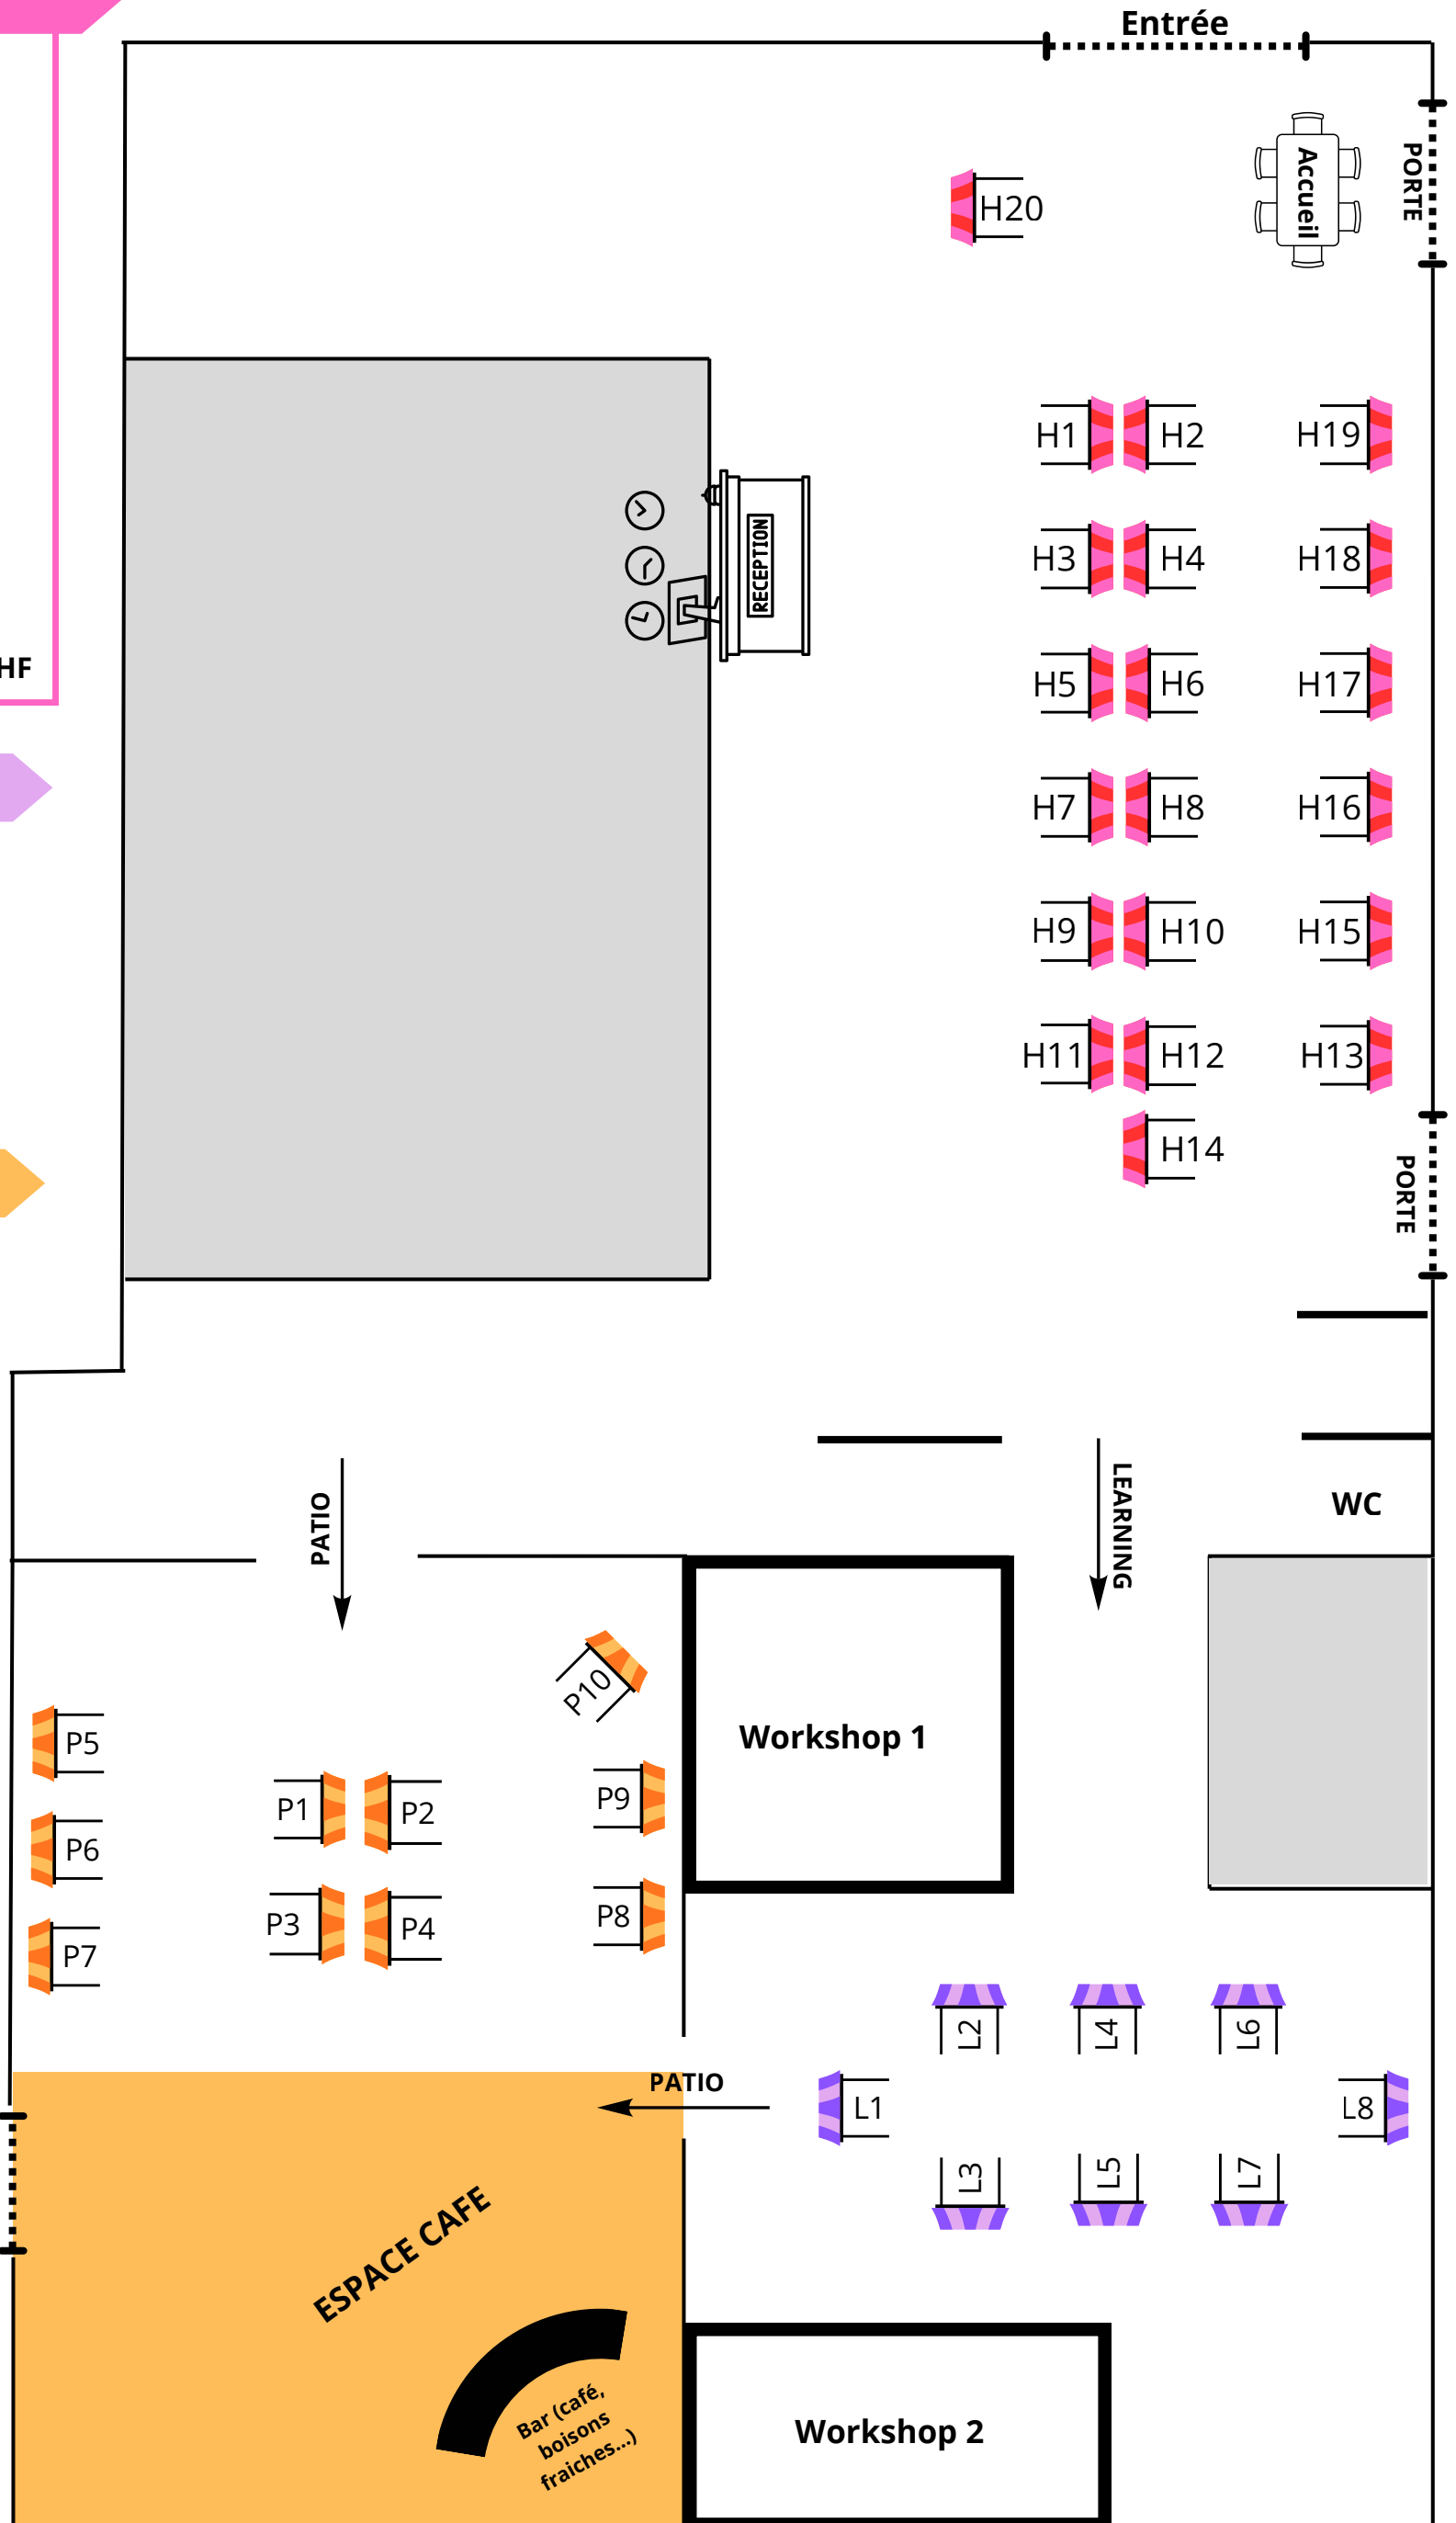 Entrée
PORTE
Accueil
H20
H1
H2
H19
RECEPTION
H3
H4
H18
HF
H5
H6
H17
H7
H8
H16
H9
H10
H15
H11
H12
H13
H14
PORTE
PATIO
LEARNING
WC
P10
Workshop 1
P5
P1
P2
P9
P6
P3
P4
P8
P7
L2
L4
L6
PATIO
L1
L8
L3
L5
L7
ESPACE CAFE
Bar (café,
boisons
fraiches...)
Workshop 2